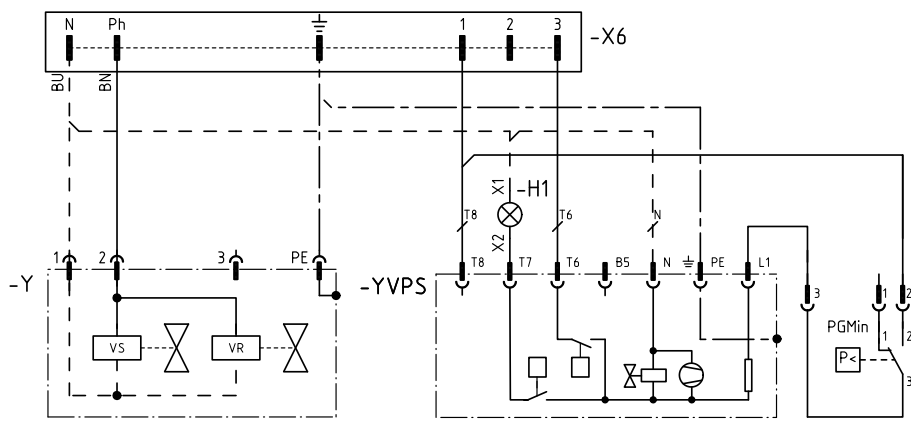 N Ph 1 2 3 -X6
BU BN
X1 -H1
T8 T6 N
X2
1 2 3 PE
-Y
-YVPS
T8 T7 T6 B5 N PE L1
3 1 2
PGMin 1 2
VS VR
P<
3